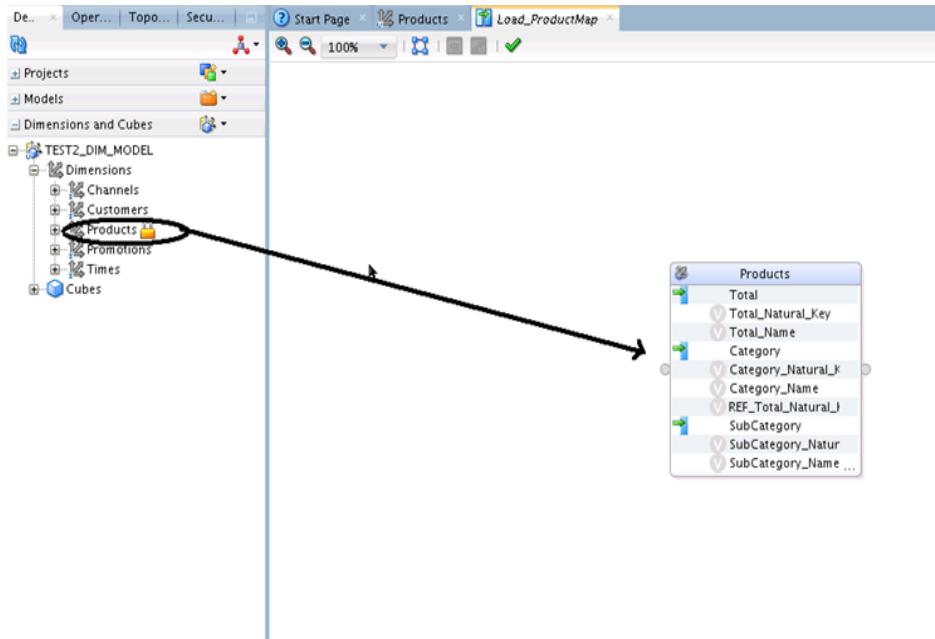 De..
Oper...
Topo...
Secu...
Start Page
Products
Load_ProductMap
100%
Projects
Models
Dimensions and Cubes
TEST2_DIM_MODEL
Dimensions
Channels
Customers
Products
Promotions
Times
Cubes
Products
Total
Total_Natural_Key
Total_Name
Category
Category_Natural_K
Category_Name
REF_Total_Natural_
SubCategory
SubCategory_Natur
SubCategory_Name ...